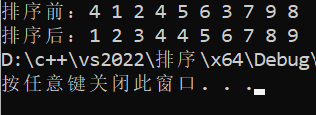 排序前：4 1 2 4 5 6 3 7 9 8
排序后：1 2 3 4 4 5 6 7 8 9
D:\c++\vs2022\排序\x64\Debug\
按任意键关闭此窗口. . .